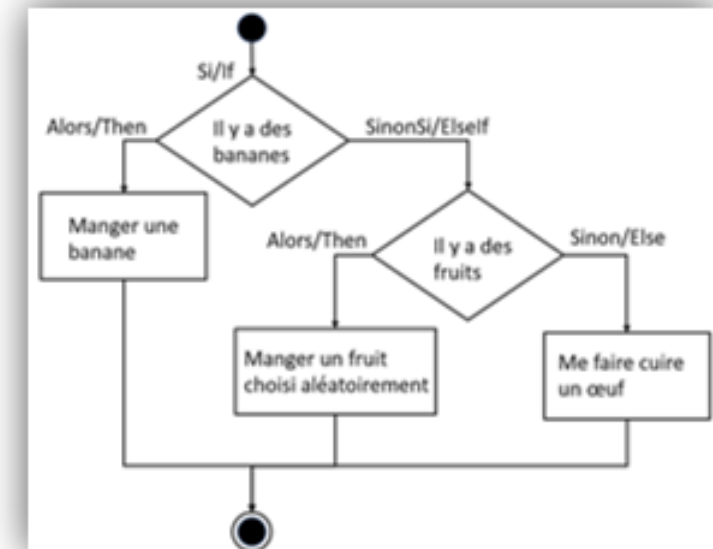 Si/If
Alors/Then
Il y a des
bananes
SinonSi/ElseIf
Manger une
banane
Alors/Then
Il y a des
fruits
Sinon/Else
Manger un fruit
choisi aléatoirement
Me faire cuire
un œuf